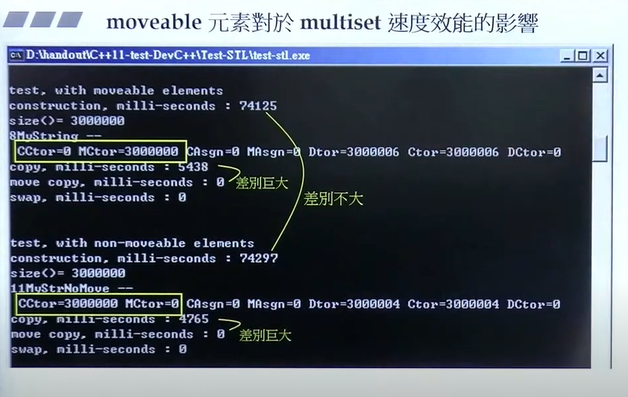 moveable 元素對於 multiset 速度效能的影響
D:\handout\C++11-test-DevC++\Test-STL\test-stl.exe
test, with moveable elements
construction, milli-seconds : 74125
size()= 3000000
8MyString --
CCtor=0 MCtor=3000000 CAsgn=0 MAsgn=0 Dtor=3000006 Ctor=3000006 DCtor=0
copy, milli-seconds : 5438
move copy, milli-seconds : 0 差別巨大
swap, milli-seconds : 0
差別不大
test, with non-moveable elements
construction, milli-seconds : 74297
size()= 3000000
11MyStrNoMove --
CCtor=3000000 MCtor=0 CAsgn=0 MAsgn=0 Dtor=3000004 Ctor=3000004 DCtor=0
copy, milli-seconds : 4765
move copy, milli-seconds : 0 差別巨大
swap, milli-seconds : 0